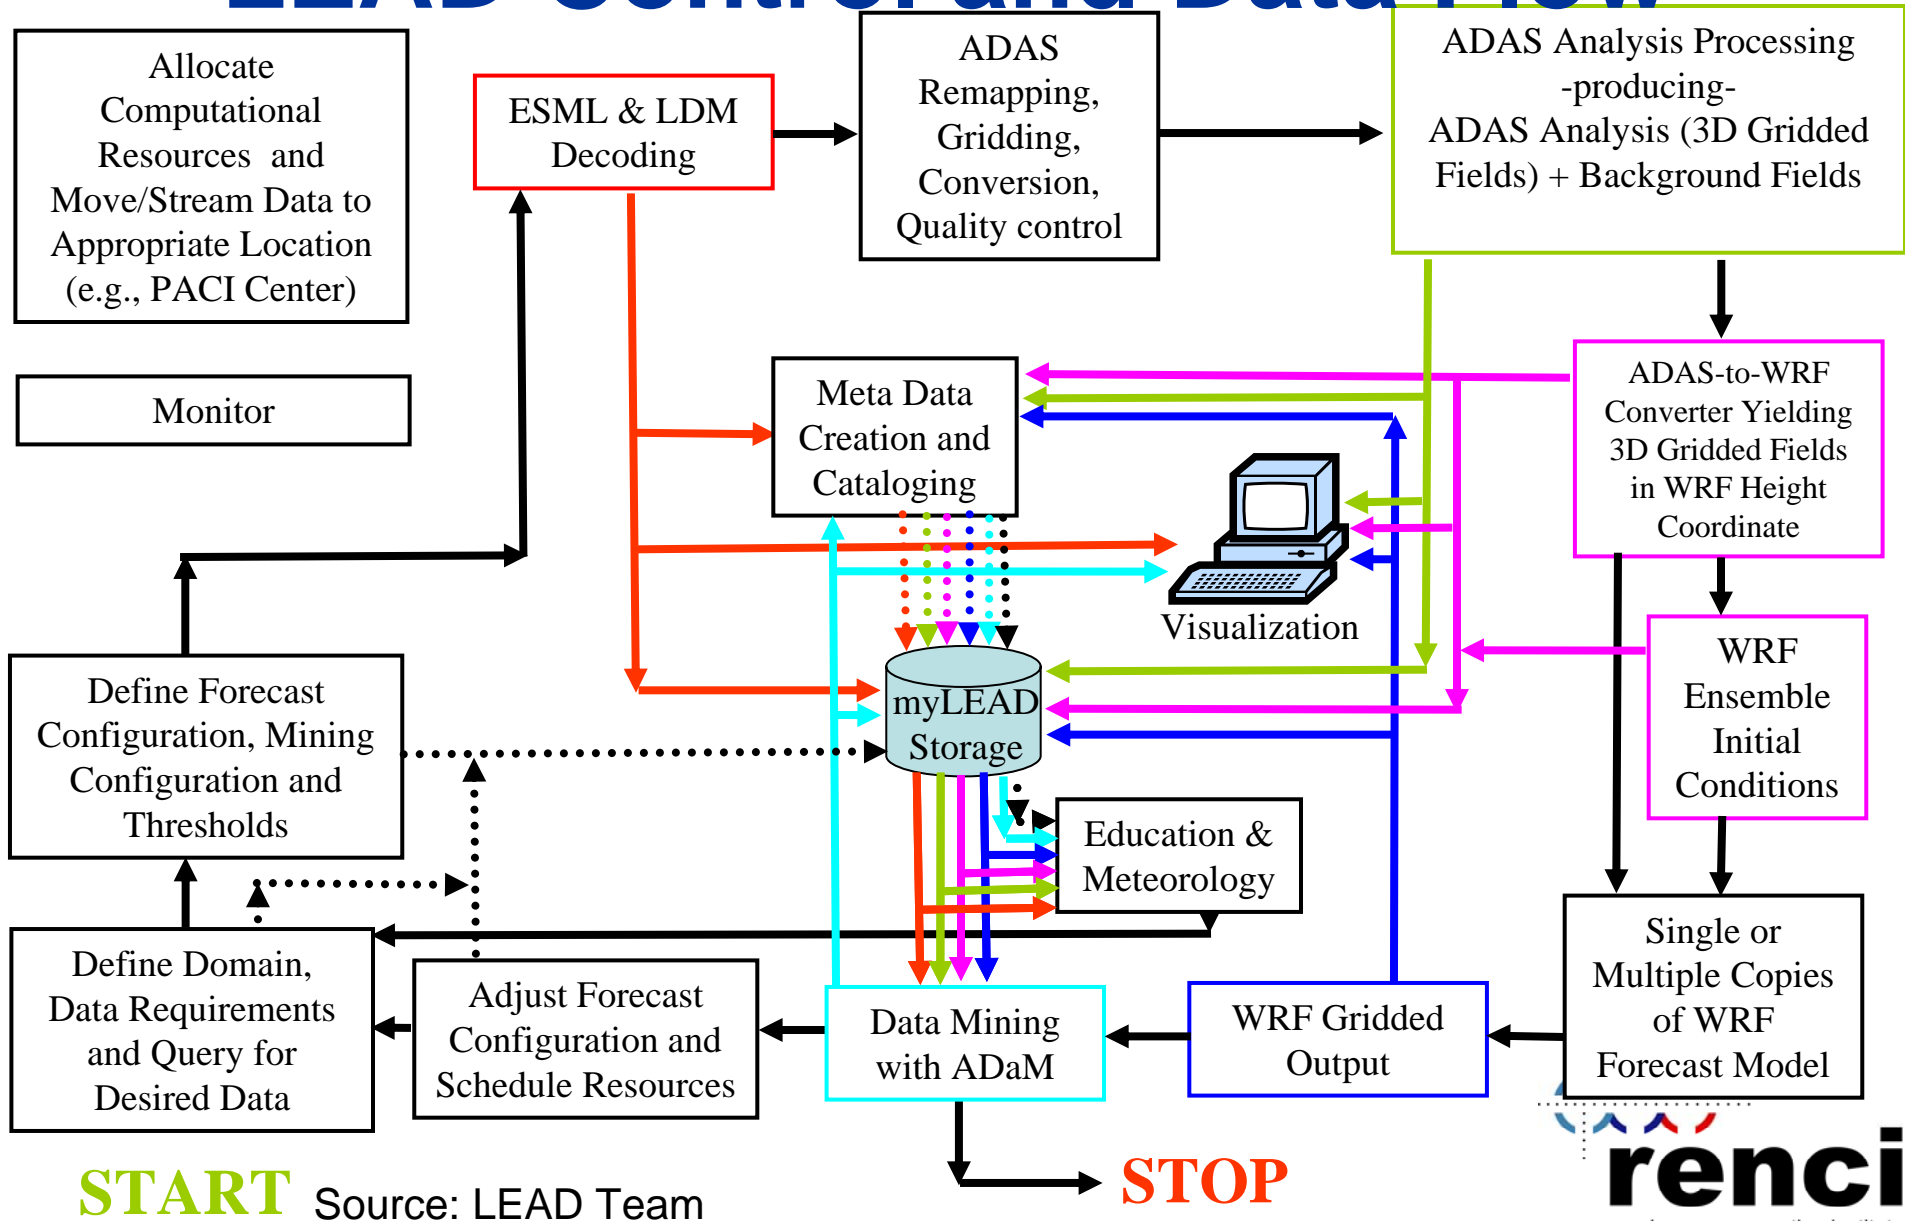 LEAD Control and Data Flow
Allocate
Computational
Resources and
Move/Stream Data to
Appropriate Location
(e.g., PACI Center)
Monitor
ESML & LDM
Decoding
ADAS
Remapping,
Gridding,
Conversion,
Quality control
ADAS Analysis Processing
-producing-
ADAS Analysis (3D Gridded
Fields) + Background Fields
Meta Data
Creation and
Cataloging
Visualization
ADAS-to-WRF
Converter Yielding
3D Gridded Fields
in WRF Height
Coordinate
WRF
Ensemble
Initial
Conditions
Define Forecast
Configuration, Mining
Configuration and
Thresholds
myLEAD
Storage
Education &
Meteorology
Define Domain,
Data Requirements
and Query for
Desired Data
Adjust Forecast
Configuration and
Schedule Resources
Data Mining
with ADaM
WRF Gridded
Output
Single or
Multiple Copies
of WRF
Forecast Model
START
Source: LEAD Team
STOP
renci